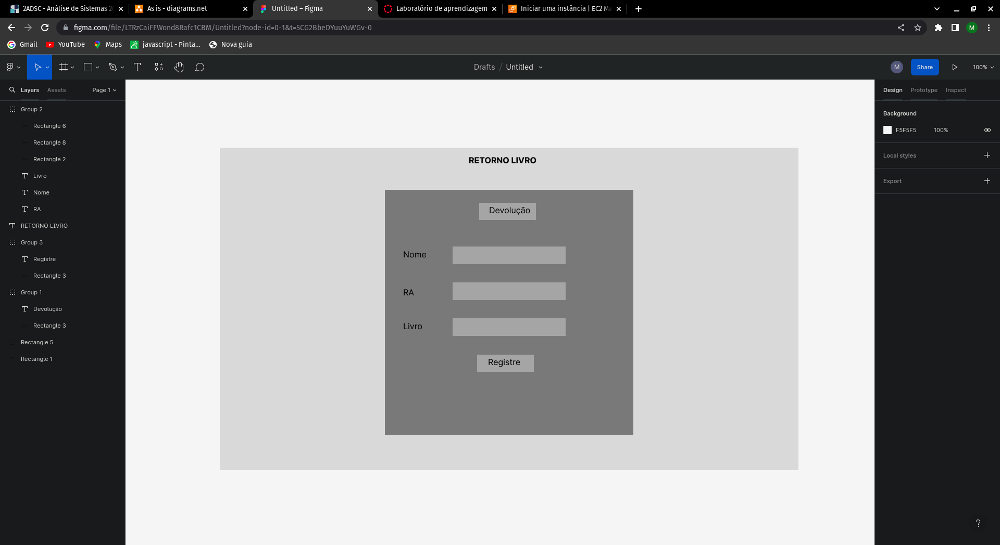 2ADSC - Análise de Sistemas
As is - diagrams.net
Untitled – Figma
Laboratório de aprendizagem
Iniciar uma instância | EC2 Ma
figma.com/file/LTRzCaiFFWond8Rafc1CBM/Untitled?node-id=0-1&t=5CG2BbeDYuuYuWGv-0
M
Gmail
YouTube
Maps
javascript - Pinta...
Nova guia
Drafts / Untitled
M
Share
100%
Layers
Assets
Page 1
Group 2
Rectangle 6
Rectangle 8
Rectangle 2
Livro
Nome
RA
RETORNO LIVRO
Group 3
Registre
Rectangle 3
Group 1
Devolução
Rectangle 3
Rectangle 5
Rectangle 1
RETORNO LIVRO
Devolução
Nome
RA
Livro
Registre
Design
Prototype
Inspect
Background
F5F5F5
100%
Local styles
Export
?